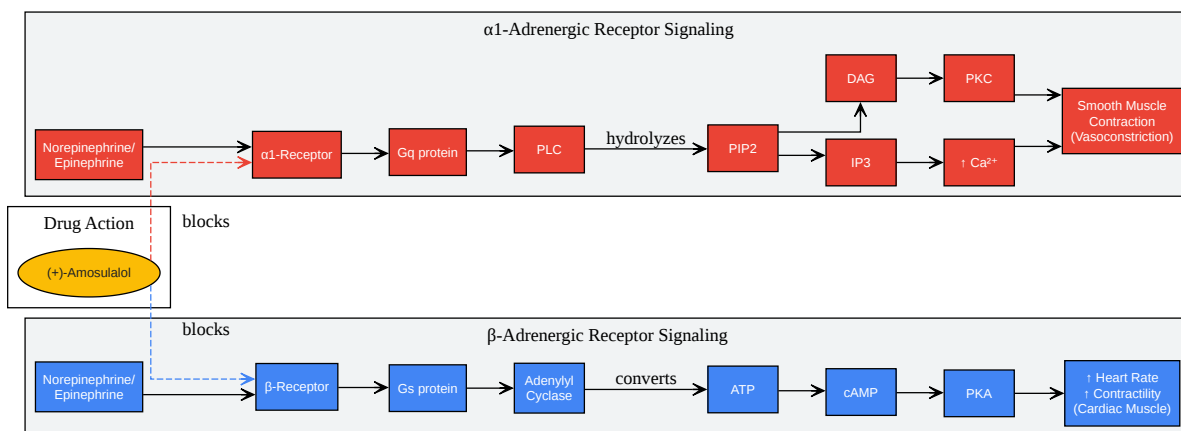 α1-Adrenergic Receptor Signaling
DAG
PKC
Smooth Muscle
Contraction
(Vasoconstriction)
Norepinephrine/
Epinephrine
α1-Receptor
Gq protein
PLC
hydrolyzes
PIP2
IP3
↑ Ca²⁺
Drug Action
blocks
(+)-Amosulalol
blocks
β-Adrenergic Receptor Signaling
Norepinephrine/
Epinephrine
β-Receptor
Gs protein
Adenylyl
Cyclase
converts
ATP
cAMP
PKA
↑ Heart Rate
↑ Contractility
(Cardiac Muscle)